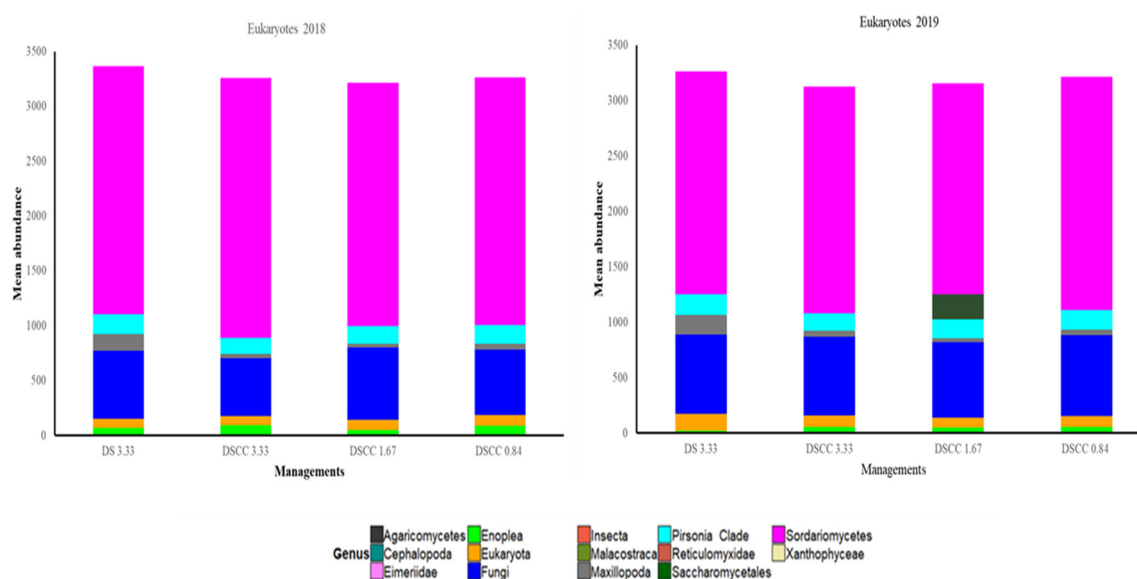 Eukaryotes 2018
3500
3000
2500
2000
1500
1000
500
0
Mean abundance
DS 3.33 DSCC 3.33 DSCC 1.67 DSCC 0.84
Managements
Eukaryotes 2019
3500
3000
2500
2000
1500
1000
500
0
Mean abundance
DS 3.33 DSCC 3.33 DSCC 1.67 DSCC 0.84
Managements
Genus
Agaricomycetes Enoplea Insecta Pirsonia Clade Sordariomycetes
Cephalopoda Eukaryota Malacostraca Reticulomyxidae Xanthophyceae
Eimeriidae Fungi Maxillopoda Saccharomycetales